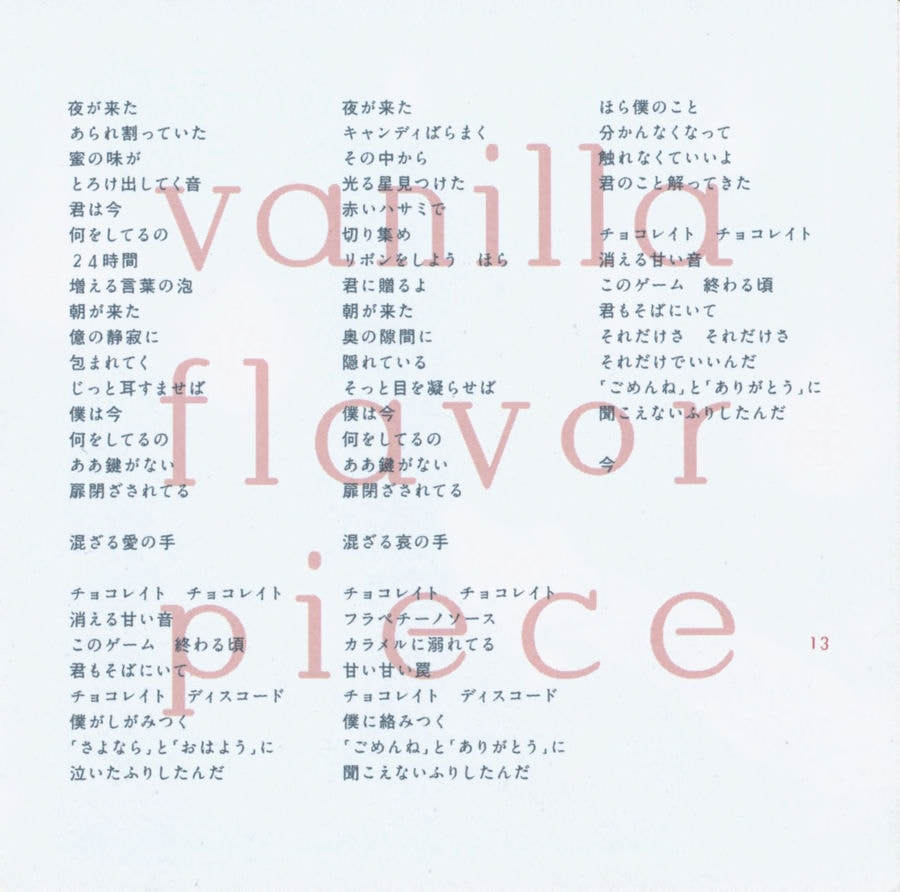 夜が来た
あられ割っていた
蜜の味が
とろけ出してく音
君は今
何をしてるの
24時間
増える言葉の泡
朝が来た
億の静寂に
包まれてく
じっと耳すませば
僕は今
何をしてるの
ああ鍵がない
扉閉ざされてる
混ざる愛の手
チョコレイト　チョコレイト
消える甘い音
このゲーム　終わる頃
君もそばにいて
チョコレイト　ディスコード
僕がしがみつく
「さよなら」と「おはよう」に
泣いたふりしたんだ
夜が来た
キャンディばらまく
その中から
光る星見つけた
赤いハサミで
切り集め
リボンをしよう　ほら
君に贈るよ
朝が来た
奥の隙間に
隠れている
そっと目を凝らせば
僕は今
何をしてるの
ああ鍵がない
扉閉ざされてる
混ざる哀の手
チョコレイト　チョコレイト
フラペチーノソース
カラメルに溺れてる
甘い甘い罠
チョコレイト　ディスコード
僕に絡みつく
「ごめんね」と「ありがとう」に
聞こえないふりしたんだ
ほら僕のこと
分かんなくなって
触れなくていいよ
君のこと解ってきた
チョコレイト　チョコレイト
消える甘い音
このゲーム　終わる頃
君もそばにいて
それだけさ　それだけさ
それだけでいいんだ
「ごめんね」と「ありがとう」に
聞こえないふりしたんだ
今
vanilla
flavor
piece
13